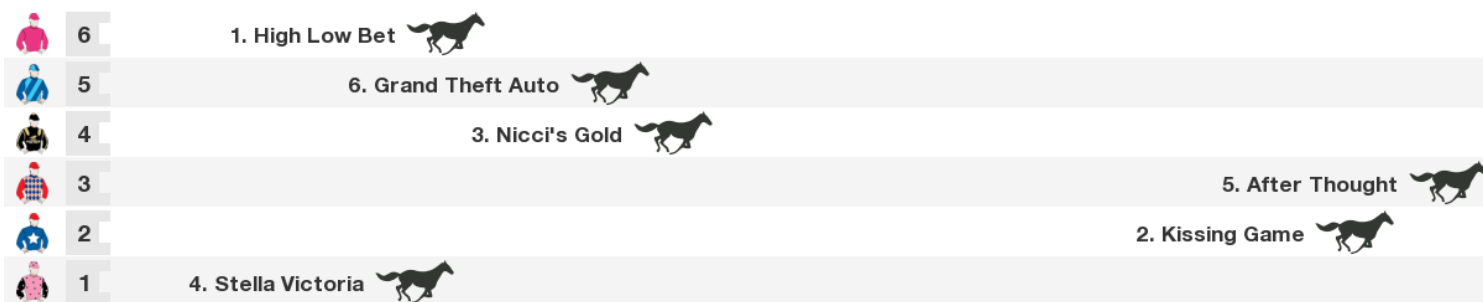 6 1. High Low Bet
5 6. Grand Theft Auto
4 3. Nicci's Gold
3 5. After Thought
2 2. Kissing Game
1 4. Stella Victoria